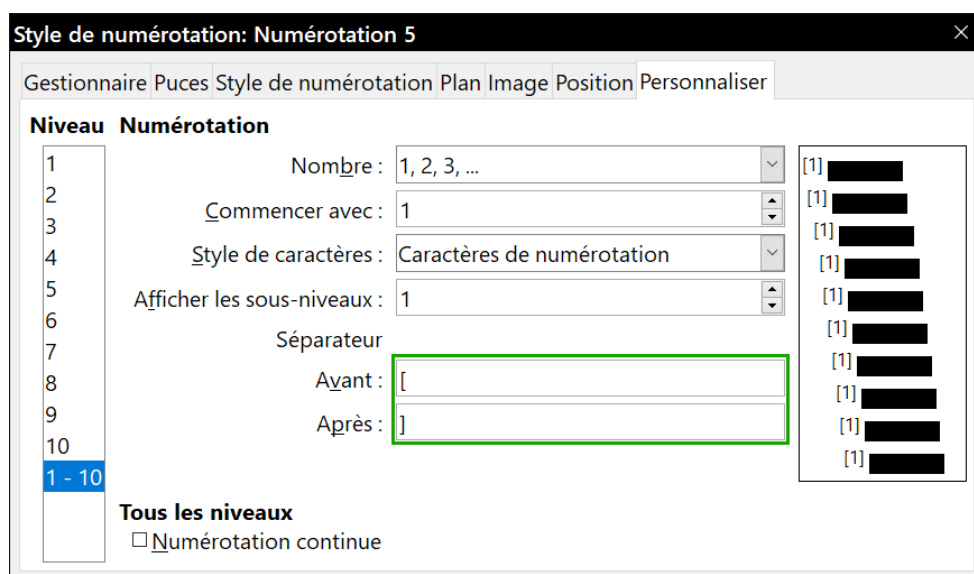 Style de numérotation: Numérotation 5
Gestionnaire Puces Style de numérotation Plan Image Position Personnaliser
Niveau Numérotation
1
2
3
4
5
6
7
8
9
10
1 - 10
Nombre : 1, 2, 3, ...
Commencer avec : 1
Style de caractères : Caractères de numérotation
Afficher les sous-niveaux : 1
Séparateur
Avant : [
Après : ]
Tous les niveaux
Numérotation continue
[1]
[1]
[1]
[1]
[1]
[1]
[1]
[1]
[1]
[1]